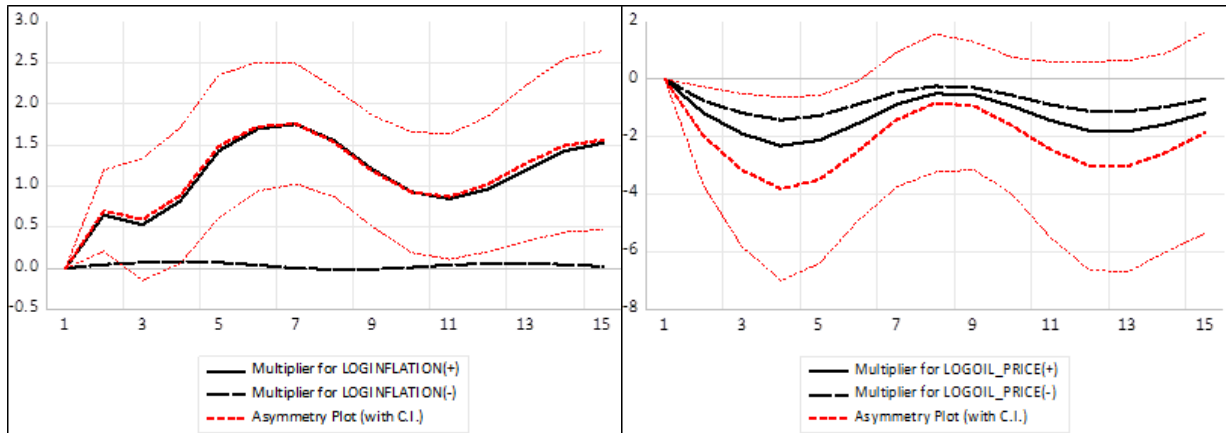 3.0
2.5
2.0
1.5
1.0
0.5
0.0
-0.5
1 3 5 7 9 11 13 15
Multiplier for LOGINFLATION(+)
Multiplier for LOGINFLATION(-)
Asymmetry Plot (with C.I.)
2
0
-2
-4
-6
-8
1 3 5 7 9 11 13 15
Multiplier for LOGOIL_PRICE(+)
Multiplier for LOGOIL_PRICE(-)
Asymmetry Plot (with C.I.)